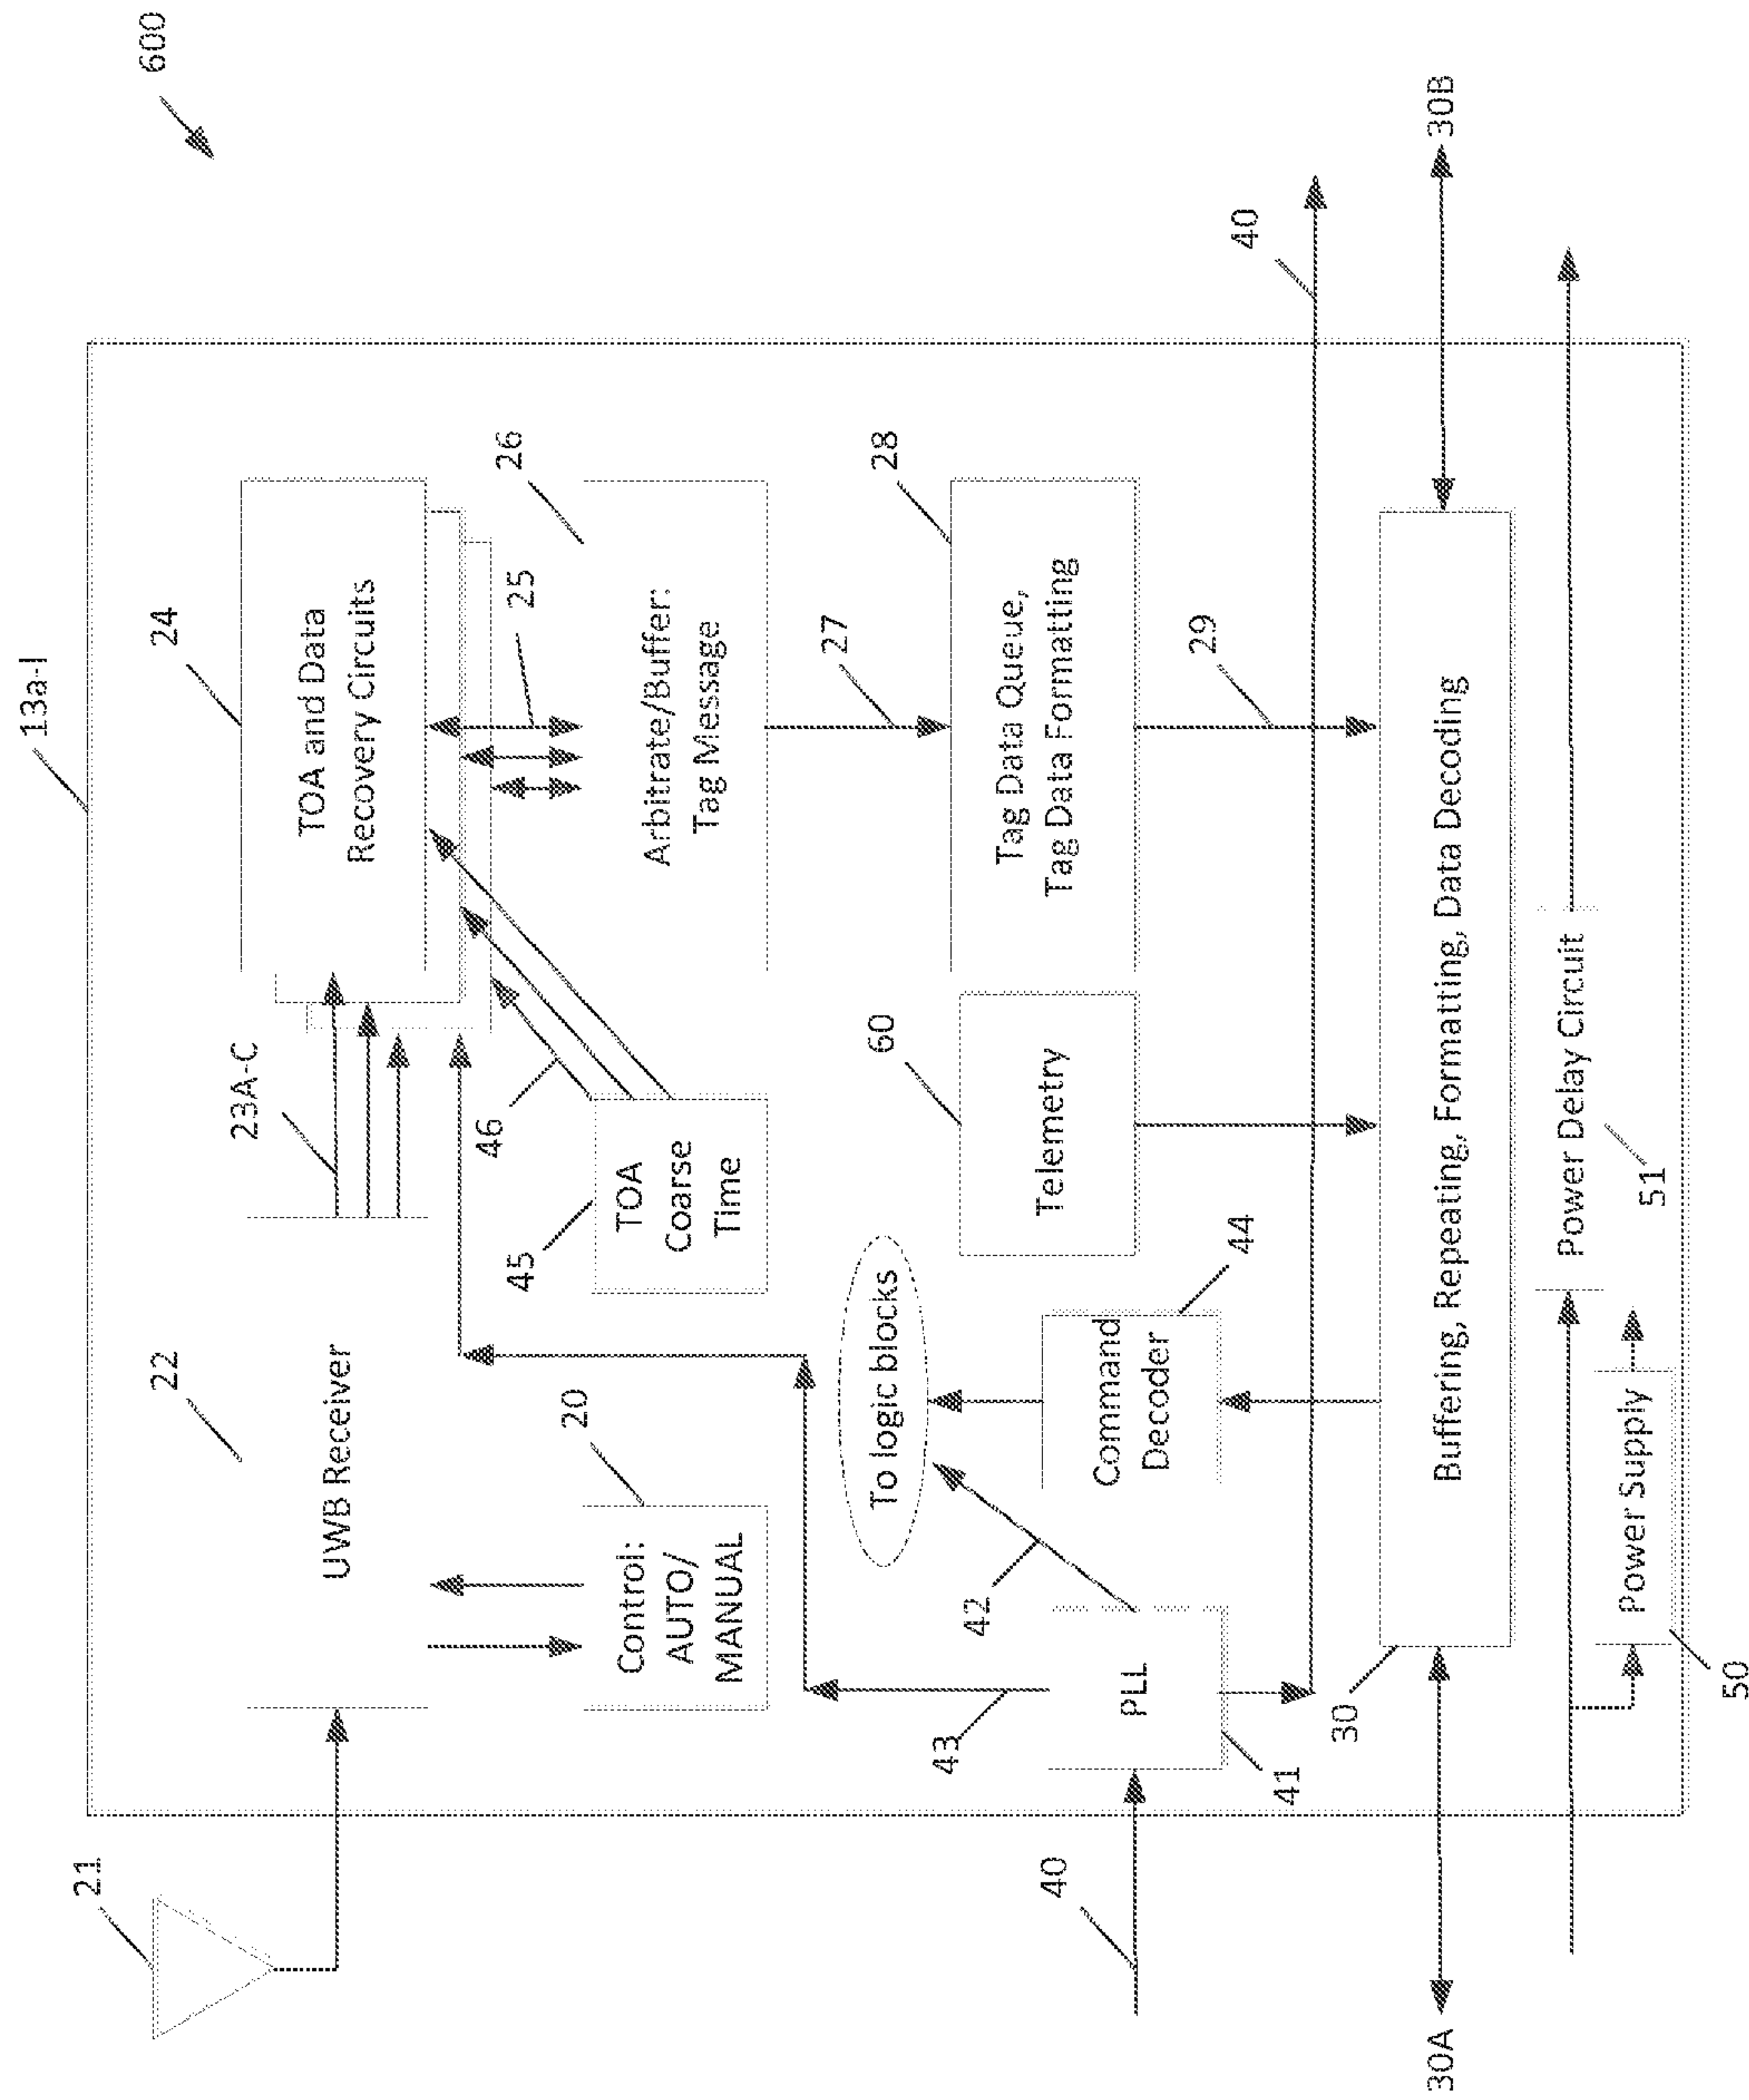 600
13a-l
21
22
UWB Receiver
23A-C
24
TOA and Data
Recovery Circuits
20
Control:
AUTO/
MANUAL
45
TOA
Coarse
Time
46
25
26
Arbitrate/Buffer:
Tag Message
27
To logic blocks
43
42
40
PLL
41
Command
Decoder
44
60
Telemetry
28
Tag Data Queue,
Tag Data Formatting
29
40
30A
30
Buffering, Repeating, Formatting, Data Decoding
30B
Power Supply
50
Power Delay Circuit
51